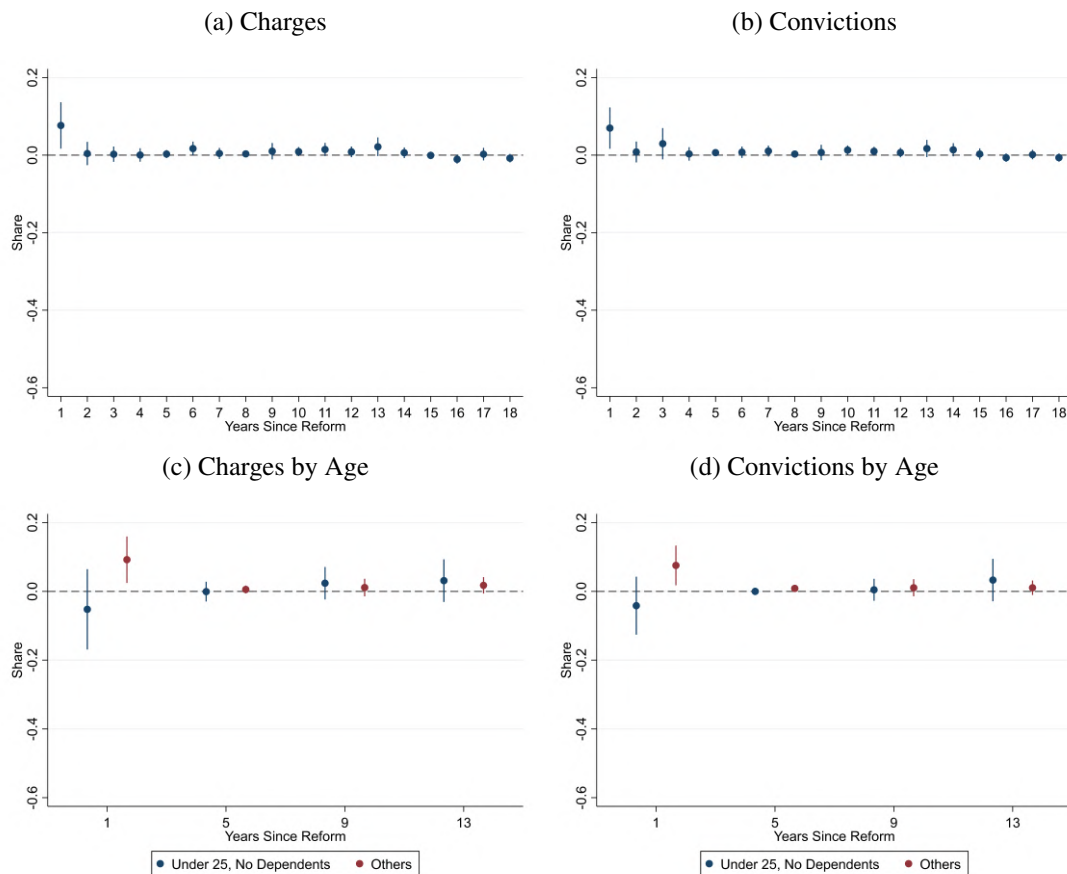 (a) Charges
0.2
0.0
-0.2
-0.4
-0.6
Share
1 2 3 4 5 6 7 8 9 10 11 12 13 14 15 16 17 18
Years Since Reform
(b) Convictions
0.2
0.0
-0.2
-0.4
-0.6
Share
1 2 3 4 5 6 7 8 9 10 11 12 13 14 15 16 17 18
Years Since Reform
(c) Charges by Age
0.2
0.0
-0.2
-0.4
-0.6
Share
1 5 9 13
Years Since Reform
Under 25, No Dependents Others
(d) Convictions by Age
0.2
0.0
-0.2
-0.4
-0.6
Share
1 5 9 13
Years Since Reform
Under 25, No Dependents Others